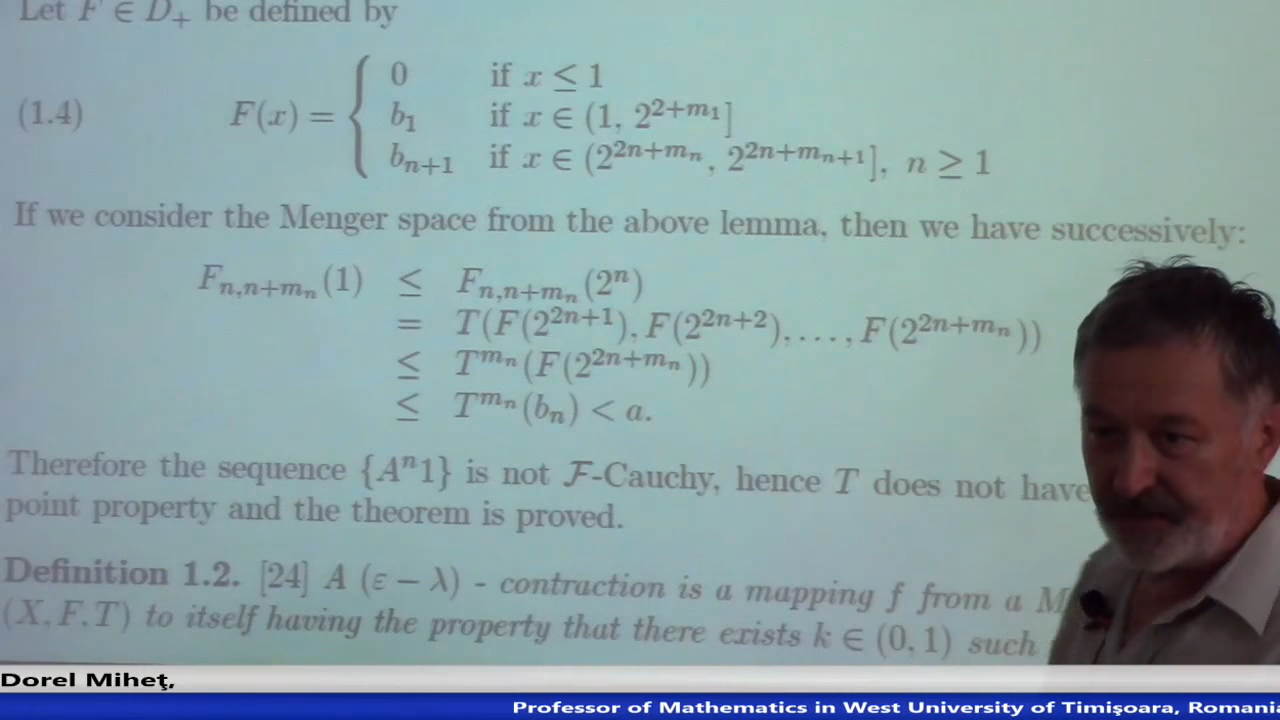 Let F ∈ D₊ be defined by
(1.4) F(x) = { 0 if x ≤ 1
b₁ if x ∈ (1, 2^{2+m₁}]
b_{n+1} if x ∈ (2^{2n+m_n}, 2^{2n+m_{n+1}}], n ≥ 1
If we consider the Menger space from the above lemma, then we have successively:
F_{n,n+m_n}(1) ≤ F_{n,n+m_n}(2^n)
= T(F(2^{2n+1}), F(2^{2n+2}), . . . , F(2^{2n+m_n}))
≤ T^{m_n}(F(2^{2n+m_n}))
≤ T^{m_n}(b_n) < a.
Therefore the sequence {Aⁿ1} is not ℱ-Cauchy, hence T does not have
point property and the theorem is proved.
Definition 1.2. [24] A (ε − λ) - contraction is a mapping f from a M
(X, F, T) to itself having the property that there exists k ∈ (0, 1) such
Dorel Miheţ,
Professor of Mathematics in West University of Timişoara, Romania